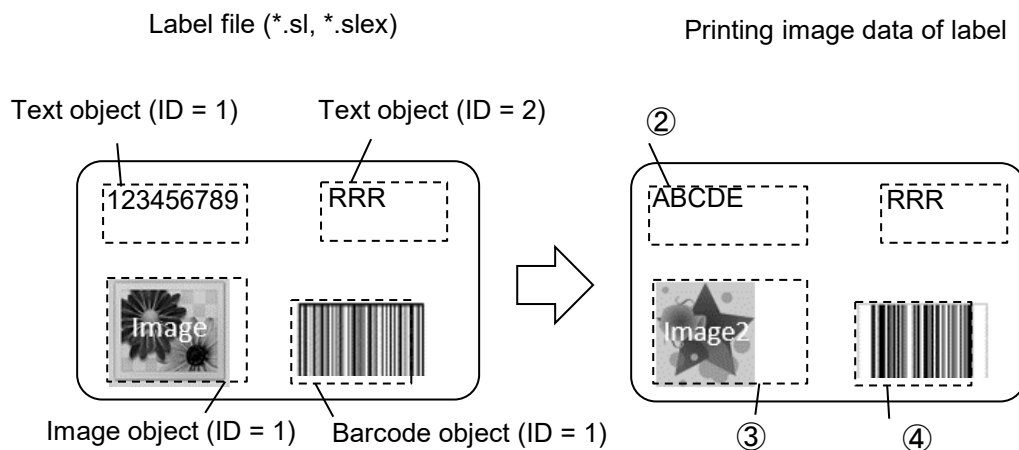 Label file (*.sl, *.slex)
Printing image data of label
Text object (ID = 1)
Text object (ID = 2)
②
123456789
RRR
ABCDE
RRR
Image
Image2
Image object (ID = 1)
Barcode object (ID = 1)
③
④